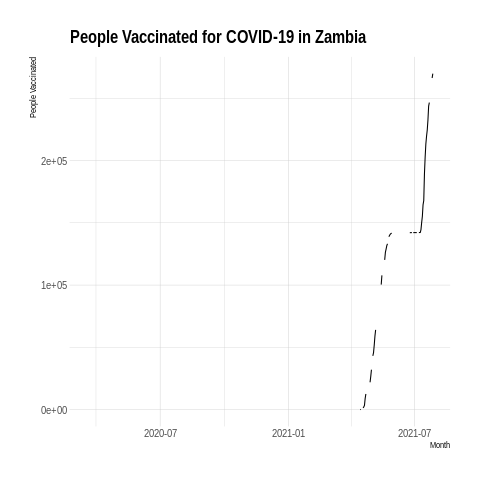 People Vaccinated for COVID-19 in Zambia
People Vaccinated
2e+05
1e+05
0e+00
2020-07 2021-01 2021-07
Month